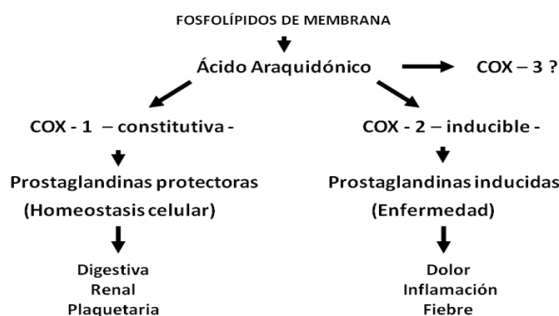 FOSFOLÍPIDOS DE MEMBRANA
Ácido Araquidónico
COX – 3 ?
COX - 1 – constitutiva -
COX - 2 – inducible -
Prostaglandinas protectoras
(Homeostasis celular)
Prostaglandinas inducidas
(Enfermedad)
Digestiva
Renal
Plaquetaria
Dolor
Inflamación
Fiebre